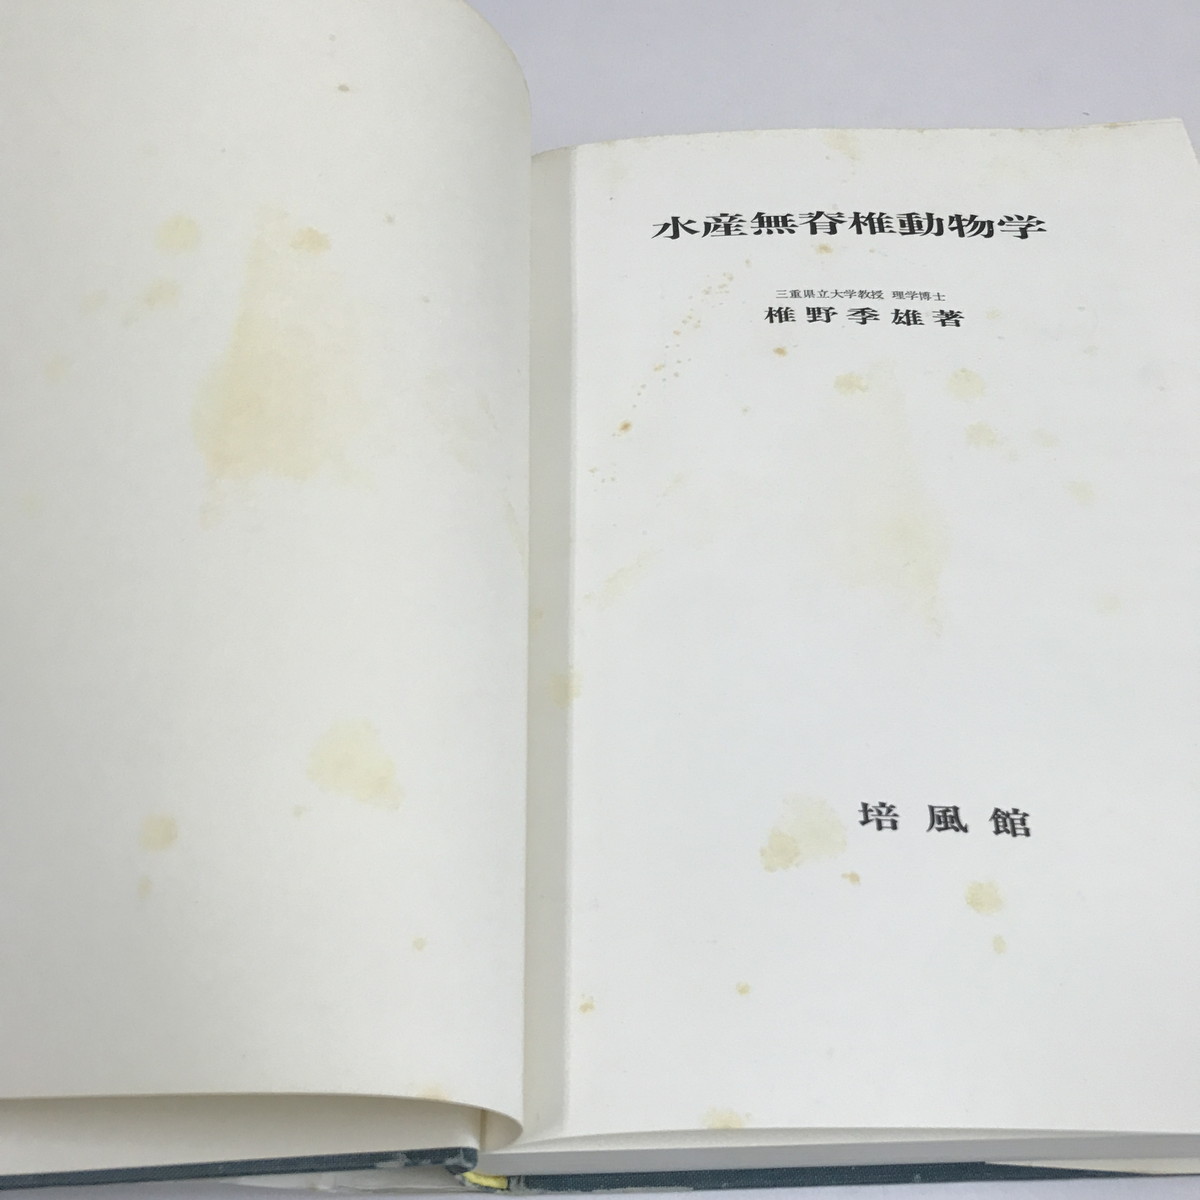 水産無脊椎動物学
三重県立大学教授 理学博士
椎野季雄著
培風館